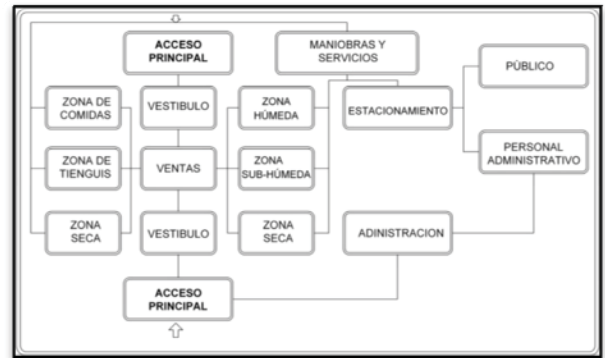 ACCESO
PRINCIPAL
MANIOBRAS Y
SERVICIOS
PÚBLICO
ZONA DE
COMIDAS
VESTIBULO
ZONA
HÚMEDA
ESTACIONAMIENTO
ZONA DE
TIENGUIS
VENTAS
ZONA
SUB-HÚMEDA
PERSONAL
ADMINISTRATIVO
ZONA
SECA
VESTIBULO
ZONA
SECA
ADINISTRACION
ACCESO
PRINCIPAL